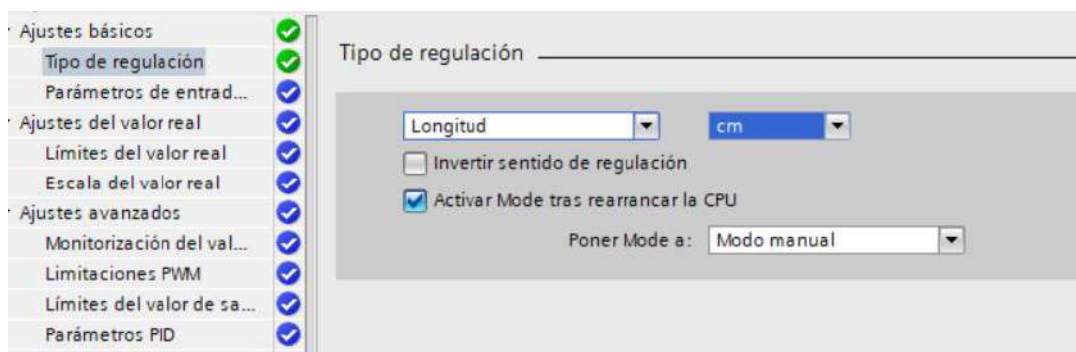 Ajustes básicos
Tipo de regulación
Parámetros de entrad...
Ajustes del valor real
Límites del valor real
Escala del valor real
Ajustes avanzados
Monitorización del val...
Limitaciones PWM
Límites del valor de sa...
Parámetros PID
Tipo de regulación
Longitud cm
Invertir sentido de regulación
Activar Mode tras rearrancar la CPU
Poner Mode a: Modo manual